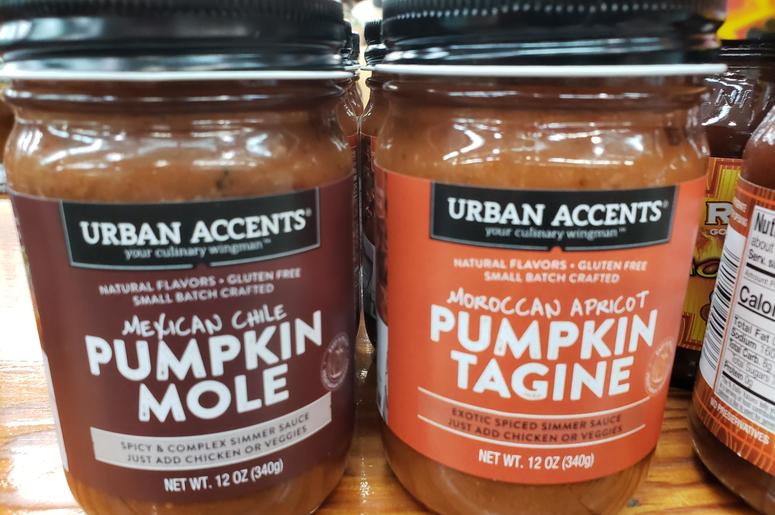 URBAN ACCENTS®
your culinary wingman™
NATURAL FLAVORS • GLUTEN FREE
SMALL BATCH CRAFTED
MEXICAN CHILE
PUMPKIN
MOLE
SPICY & COMPLEX SIMMER SAUCE
JUST ADD CHICKEN OR VEGGIES
NET WT. 12 OZ (340g)
URBAN ACCENTS®
your culinary wingman™
NATURAL FLAVORS • GLUTEN FREE
SMALL BATCH CRAFTED
MOROCCAN APRICOT
PUMPKIN
TAGINE
EXOTIC SPICED SIMMER SAUCE
JUST ADD CHICKEN OR VEGGIES
NET WT. 12 OZ (340g)
Total Fat
NO PRESERVATIVES